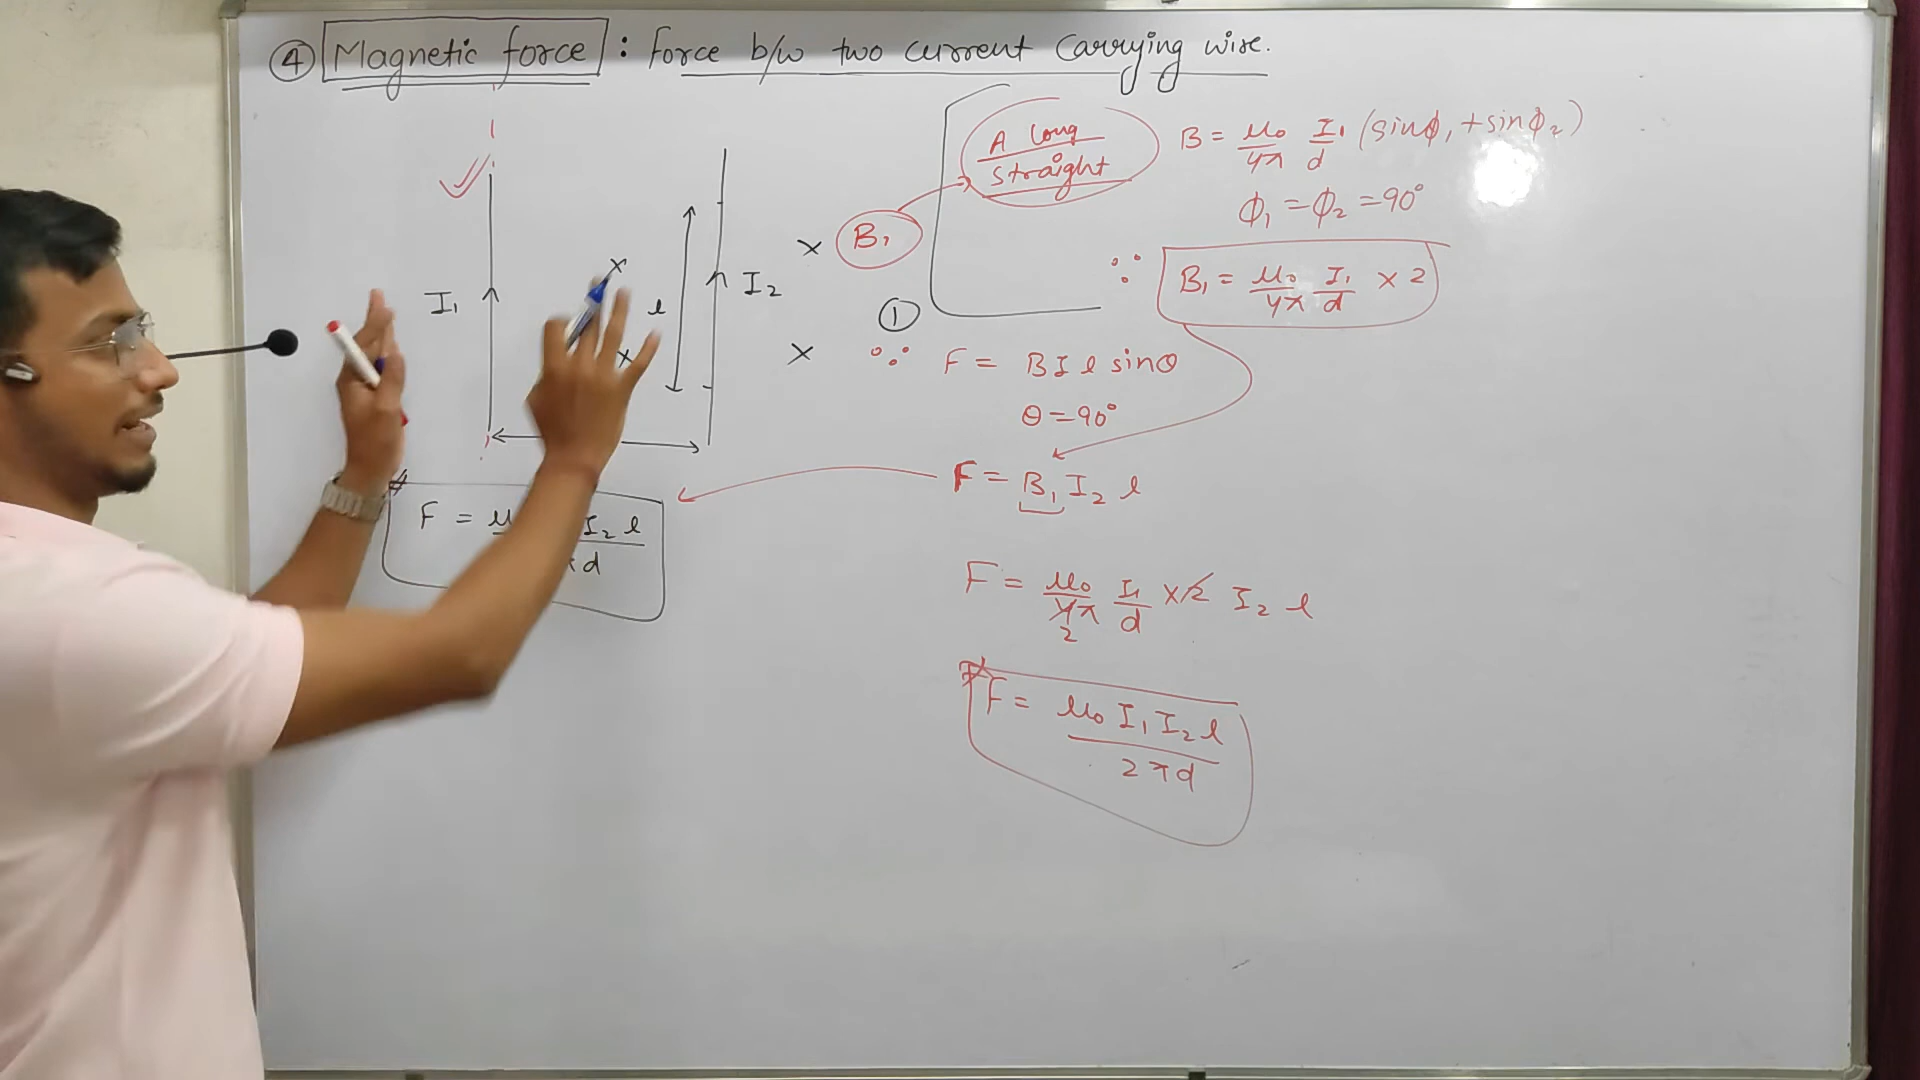 ④ Magnetic force : Force b/w two current Carrying wire.
A long
straight
B = μ₀/4π I₁/d (sinϕ₁ + sinϕ₂)
ϕ₁ = ϕ₂ = 90°
x B₁
x
I₁
l
I₂
x
x
∵ B₁ = μ₀/4π I₁/d × 2
①
∴ F = B I l sinθ
θ = 90°
F = B₁ I₂ l
F = μ I₂ l / d
F = μ₀/4π 2 I₁/d × 2 I₂ l
F = μ₀ I₁ I₂ l / 2πd